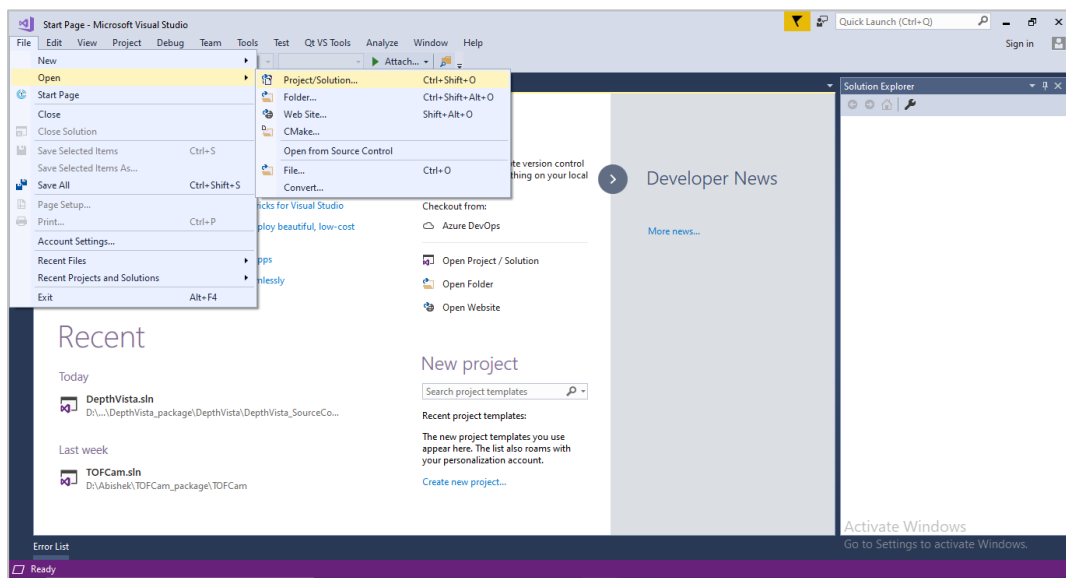 Start Page - Microsoft Visual Studio
Quick Launch (Ctrl+Q)
File Edit View Project Debug Team Tools Test Qt VS Tools Analyze Window Help
Sign in
Attach...
New
Open
Start Page
Close
Close Solution
Save Selected Items Ctrl+S
Save Selected Items As...
Save All Ctrl+Shift+S
Page Setup...
Print... Ctrl+P
Account Settings...
Recent Files
Recent Projects and Solutions
Exit Alt+F4
Project/Solution... Ctrl+Shift+O
Folder... Ctrl+Shift+Alt+O
Web Site... Shift+Alt+O
CMake...
Open from Source Control
File... Ctrl+O
Convert...
version control
thing on your local
for Visual Studio
beautiful, low-cost
Checkout from:
Azure DevOps
Open Project / Solution
Open Folder
Open Website
Developer News
More news...
Solution Explorer
Recent
Today
DepthVista.sln
D:\...\DepthVista_package\DepthVista\DepthVista_SourceCo...
Last week
TOFCam.sln
D:\Abishek\TOFCam_package\TOFCam
New project
Search project templates
Recent project templates:
The new project templates you use
appear here. The list also roams with
your personalization account.
Create new project...
Activate Windows
Go to Settings to activate Windows.
Error List
Ready